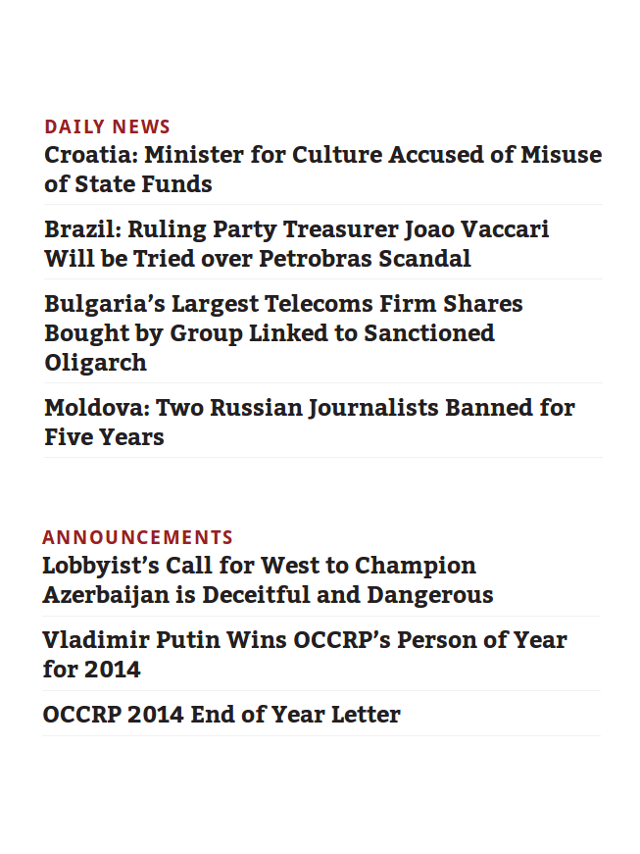 DAILY NEWS
Croatia: Minister for Culture Accused of Misuse
of State Funds
Brazil: Ruling Party Treasurer Joao Vaccari
Will be Tried over Petrobras Scandal
Bulgaria’s Largest Telecoms Firm Shares
Bought by Group Linked to Sanctioned
Oligarch
Moldova: Two Russian Journalists Banned for
Five Years
ANNOUNCEMENTS
Lobbyist’s Call for West to Champion
Azerbaijan is Deceitful and Dangerous
Vladimir Putin Wins OCCRP’s Person of Year
for 2014
OCCRP 2014 End of Year Letter